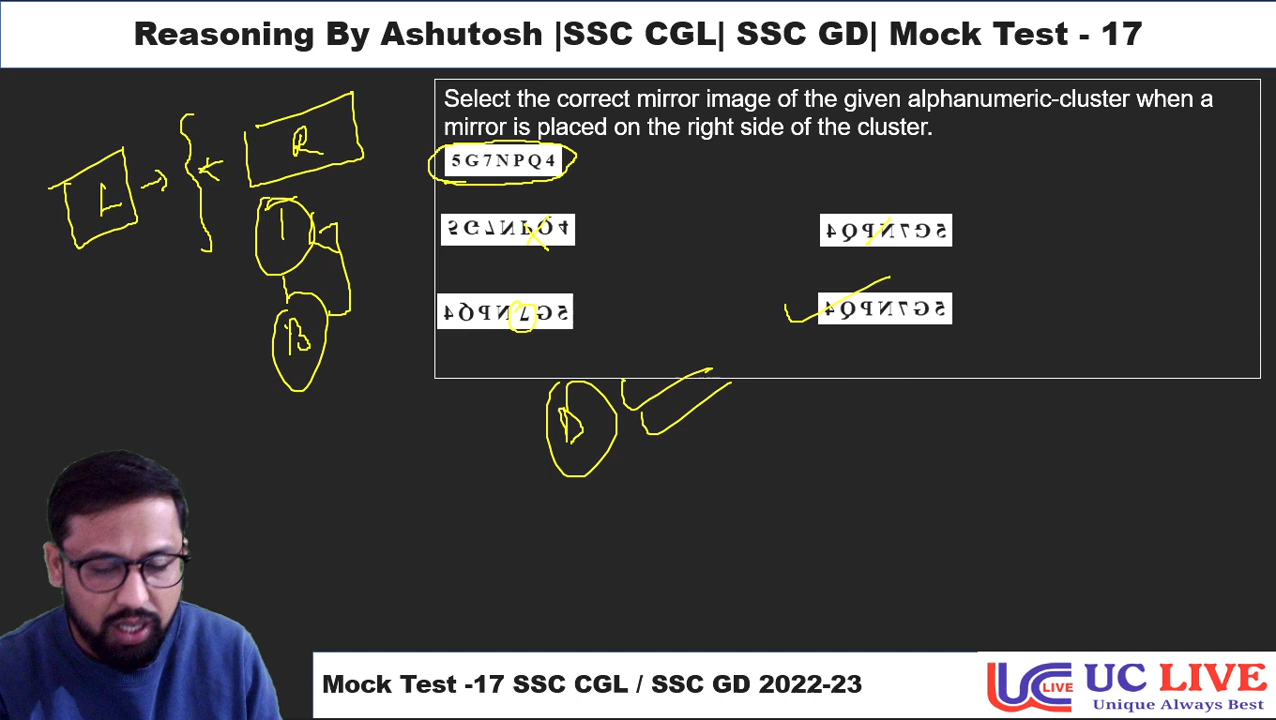 Reasoning By Ashutosh |SSC CGL| SSC GD| Mock Test - 17
Select the correct mirror image of the given alphanumeric-cluster when a
mirror is placed on the right side of the cluster.
5G7NPQ4
L
R
T
B
D
Mock Test -17 SSC CGL / SSC GD 2022-23
UC LIVE
UC LIVE
Unique Always Best